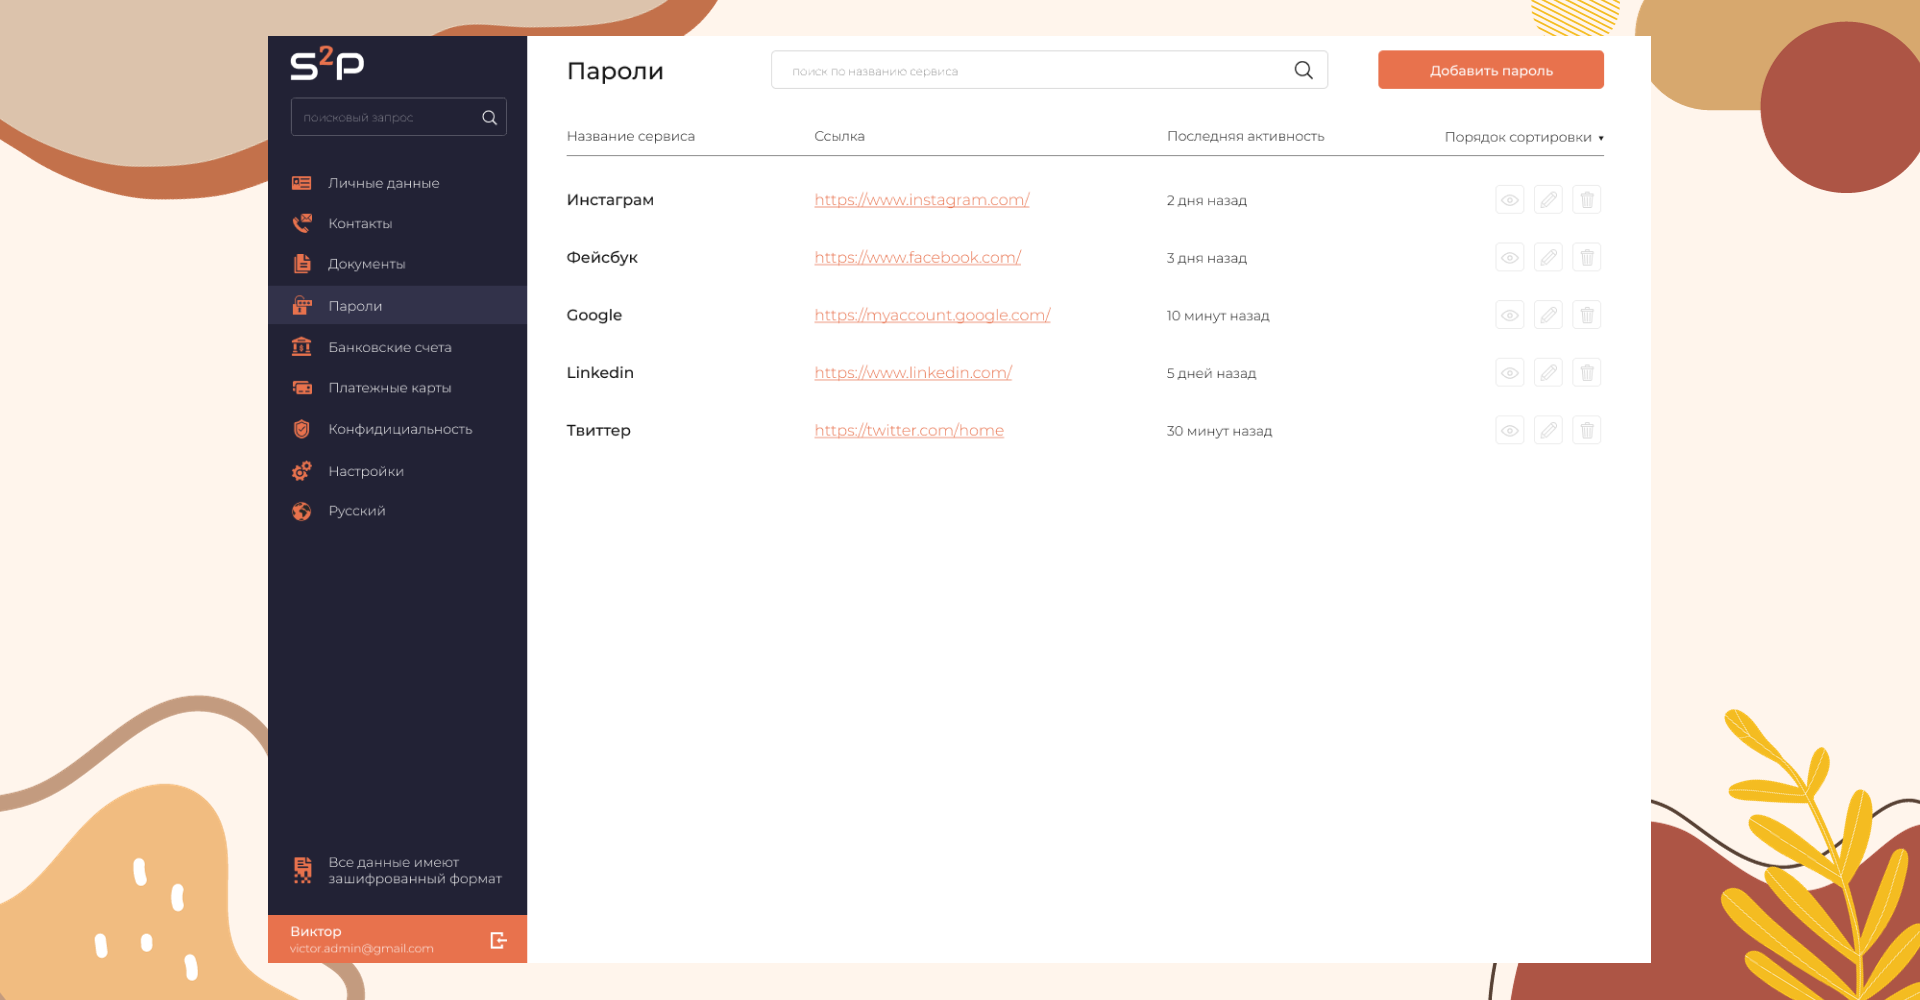 S2P
поисковый запрос
Личные данные
Контакты
Документы
Пароли
Банковские счета
Платежные карты
Конфидициальность
Настройки
Русский
Все данные имеют
зашифрованный формат
Виктор
victor.admin@gmail.com
Пароли
поиск по названию сервиса
Добавить пароль
Название сервиса Ссылка Последняя активность Порядок сортировки
Инстаграм https://www.instagram.com/ 2 дня назад
Фейсбук https://www.facebook.com/ 3 дня назад
Google https://myaccount.google.com/ 10 минут назад
Linkedin https://www.linkedin.com/ 5 дней назад
Твиттер https://twitter.com/home 30 минут назад